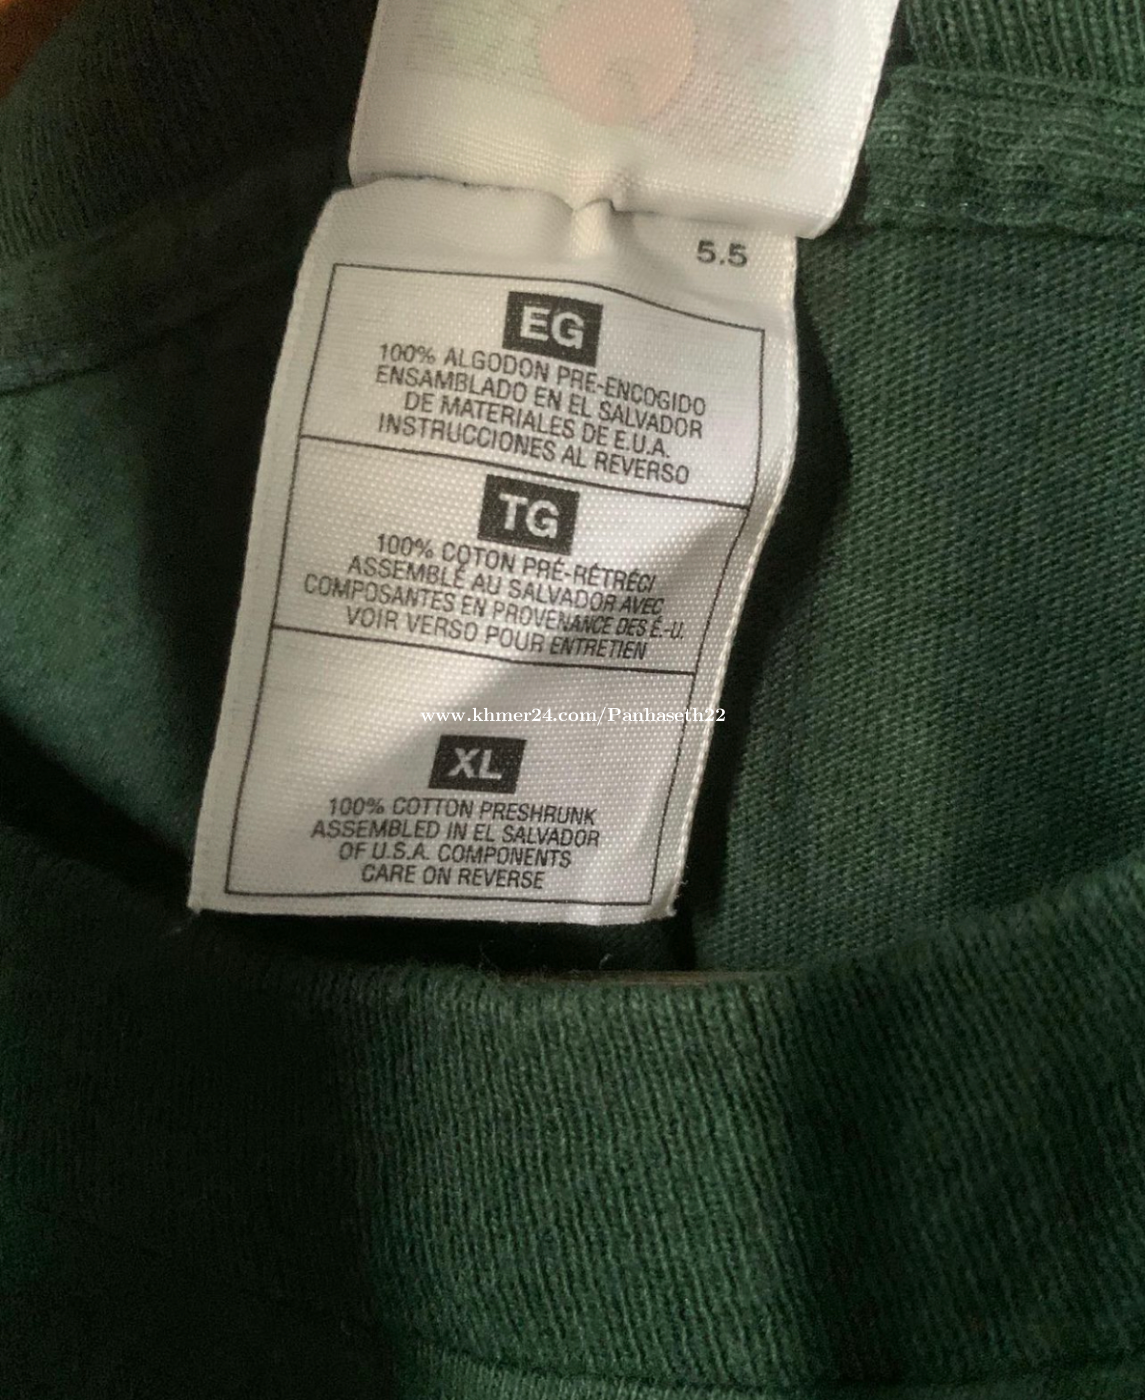 5.5
EG
100% ALGODON PRE-ENCOGIDO
ENSAMBLADO EN EL SALVADOR
DE MATERIALES DE E.U.A.
INSTRUCCIONES AL REVERSO
TG
100% COTON PRÉ-RÉTRÉCI
ASSEMBLÉ AU SALVADOR AVEC
COMPOSANTES EN PROVENANCE DES É.-U.
VOIR VERSO POUR ENTRETIEN
www.khmer24.com/Panhaseth22
XL
100% COTTON PRESHRUNK
ASSEMBLED IN EL SALVADOR
OF U.S.A. COMPONENTS
CARE ON REVERSE